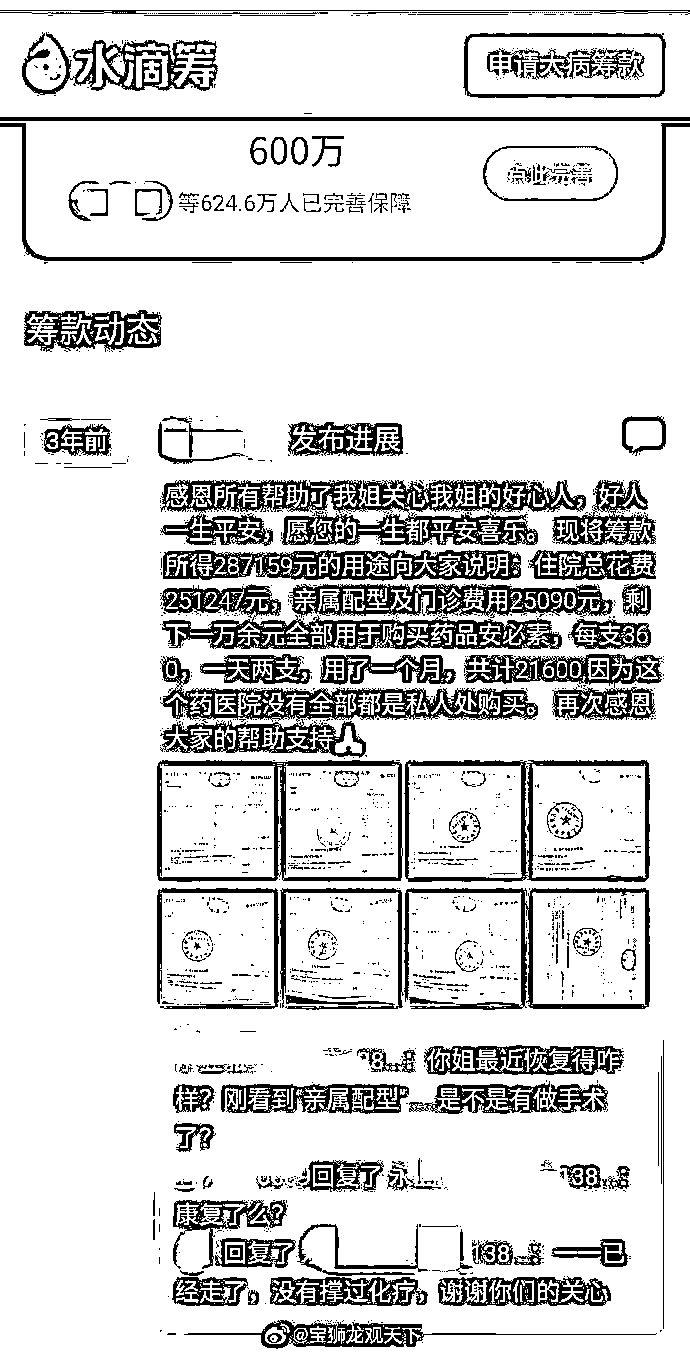 水滴筹
申请大病筹款
600万
点此完善
等624.6万人已完善保障
筹款动态
3年前
发布进展
感恩所有帮助了我姐关心我姐的好心人，好人
一生平安，愿您的一生都平安喜乐。现将筹款
所得287159元的用途向大家说明：住院总花费
251247元，亲属配型及门诊费用25090元，剩
下一万余元全部用于购买药品安必素，每支36
0，一天两支，用了一个月，共计21600 因为这
个药医院没有全部都是私人处购买。再次感恩
大家的帮助支持🙏
你姐最近恢复得咋
样？刚看到“亲属配型”... 是不是有做手术
了？
回复了 永 138...
康复了么？
回复了 138... ——已
经走了，没有撑过化疗，谢谢你们的关心
@宝狮龙观天下